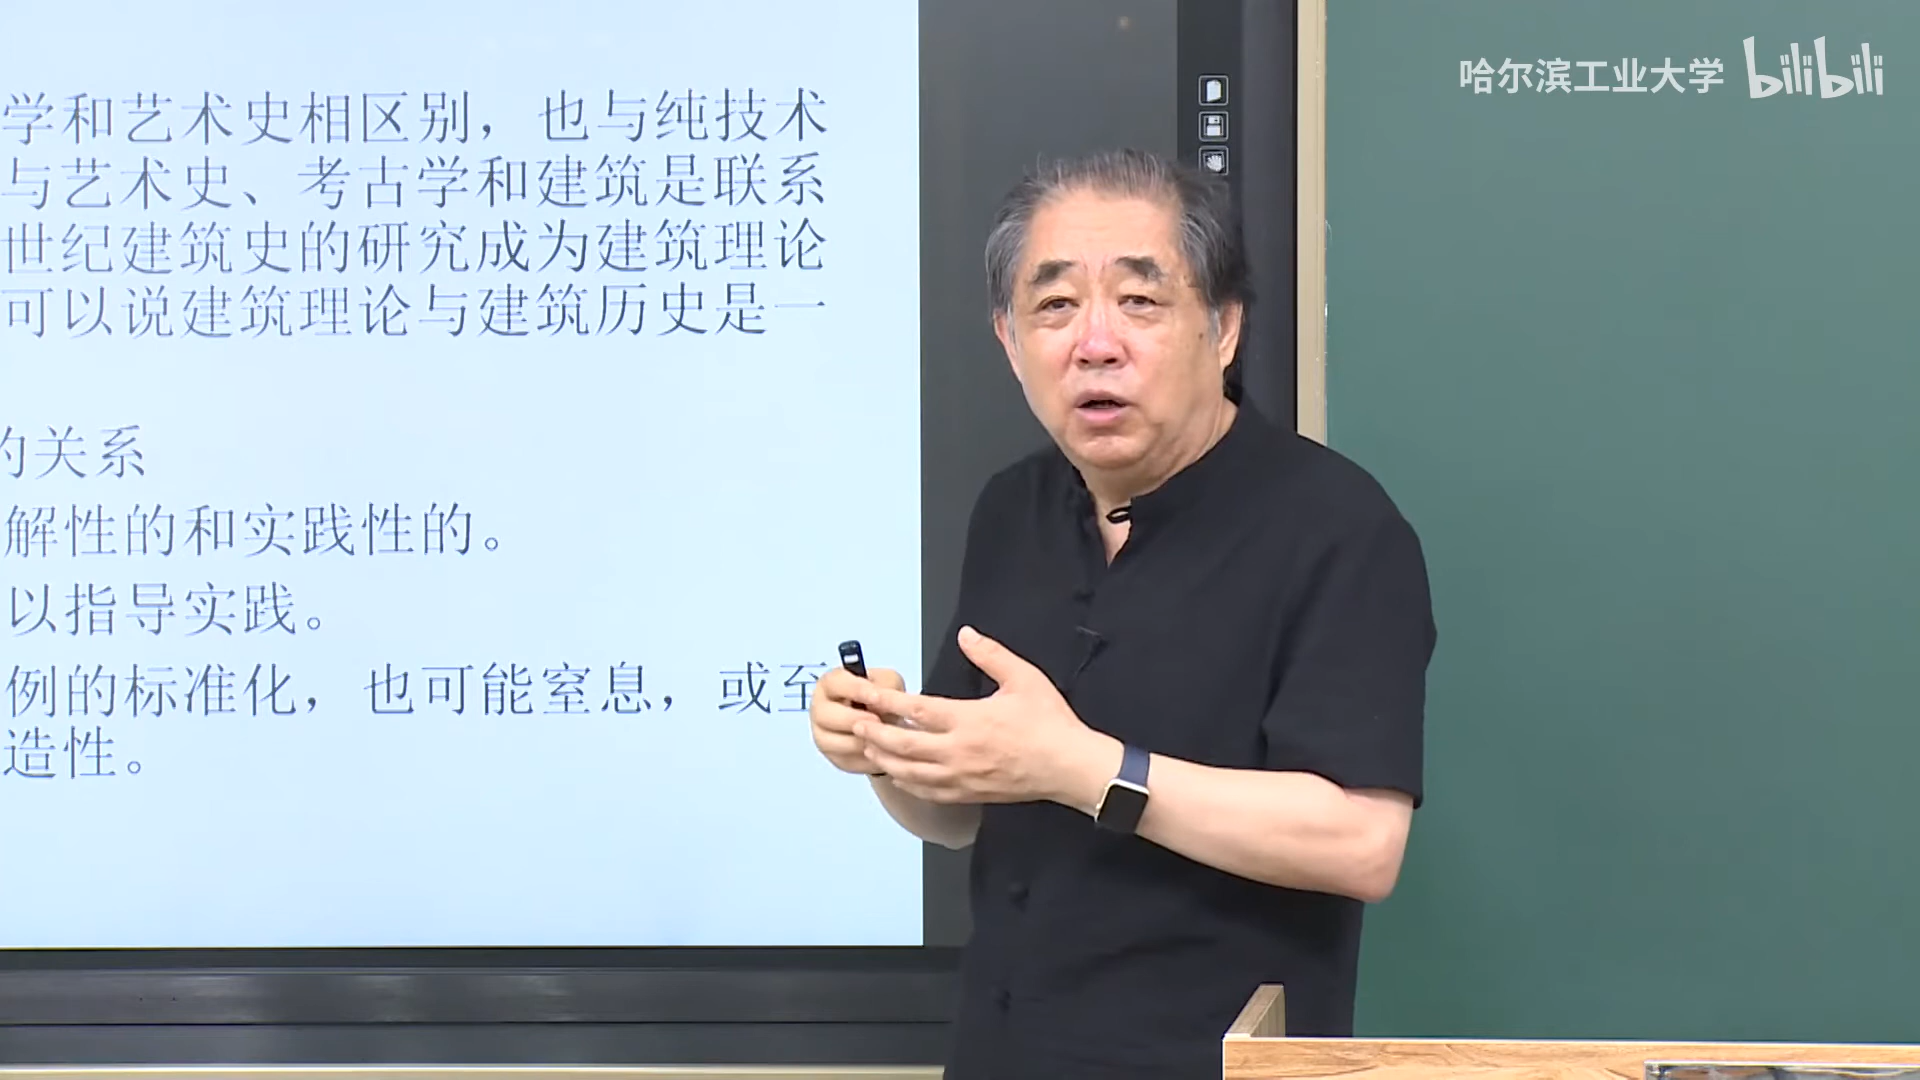 哈尔滨工业大学 bilibili
学和艺术史相区别，也与纯技术
与艺术史、考古学和建筑是联系
世纪建筑史的研究成为建筑理论
可以说建筑理论与建筑历史是一
的关系
解性的和实践性的。
以指导实践。
例的标准化，也可能窒息，或至
造性。